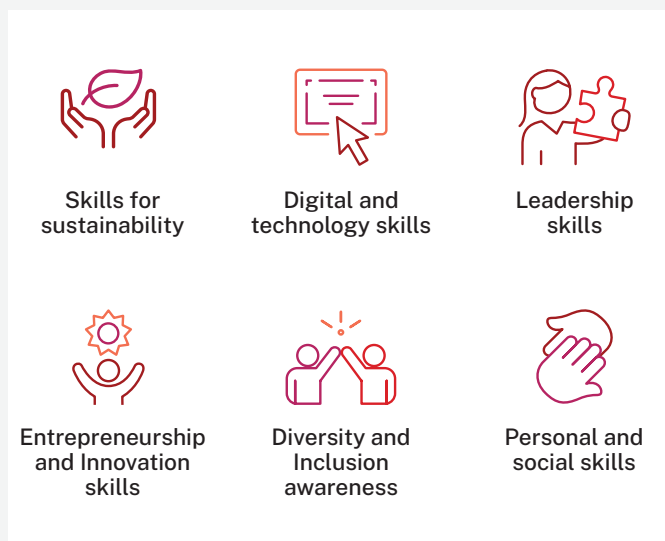 Skills for
sustainability
Digital and
technology skills
Leadership
skills
Entrepreneurship
and Innovation
skills
Diversity and
Inclusion
awareness
Personal and
social skills